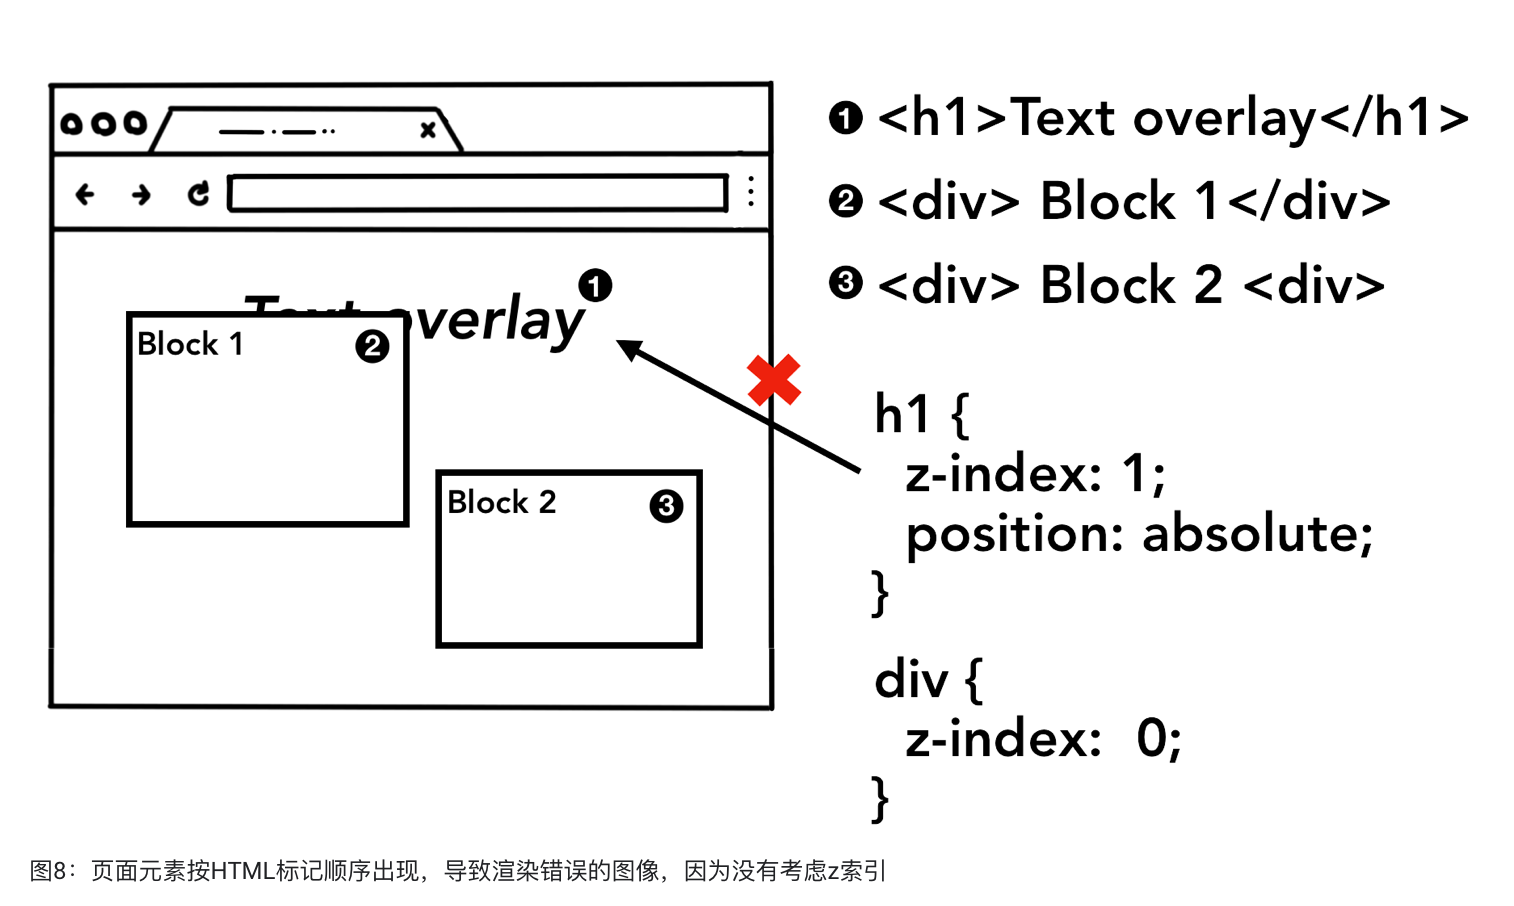 ❶ <h1>Text overlay</h1>
❷ <div> Block 1</div>
❸ <div> Block 2 <div>
Text overlay ❶
Block 1 ❷
Block 2 ❸
h1 {
z-index: 1;
position: absolute;
}
div {
z-index: 0;
}
图8：页面元素按HTML标记顺序出现，导致渲染错误的图像，因为没有考虑z索引